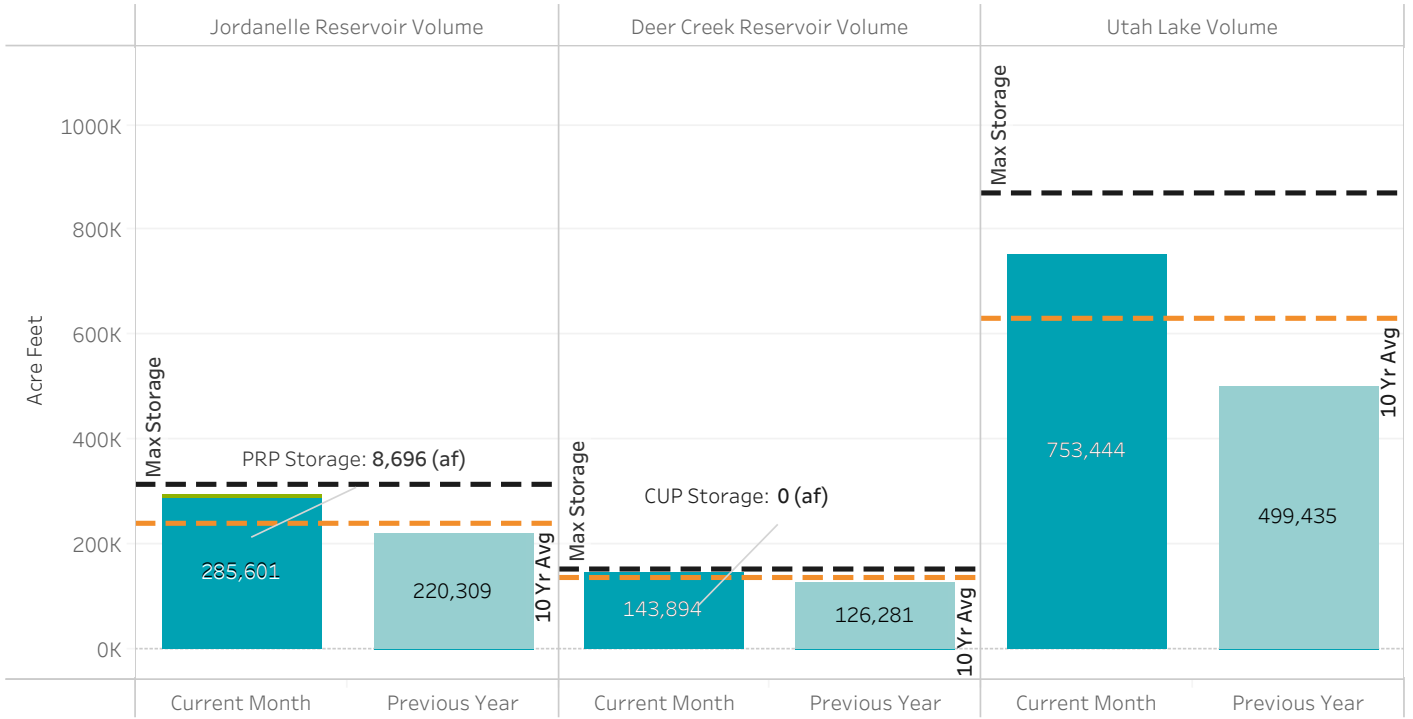 Jordanelle Reservoir Volume
Deer Creek Reservoir Volume
Utah Lake Volume
Acre Feet
1000K
800K
600K
400K
200K
0K
Max Storage
PRP Storage: 8,696 (af)
285,601
220,309
10 Yr Avg
Max Storage
CUP Storage: 0 (af)
143,894
126,281
10 Yr Avg
Max Storage
753,444
499,435
10 Yr Avg
Current Month
Previous Year
Current Month
Previous Year
Current Month
Previous Year